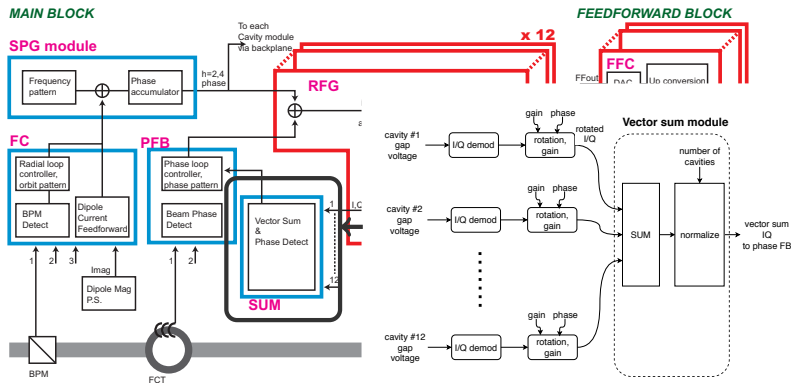 MAIN BLOCK
FEEDFORWARD BLOCK
To each
Cavity module
via backplane
x 12
SPG module
Frequency
pattern
Phase
accumulator
h=2,4
phase
RFG
FFC
FFout
DAC
Up conversion
FC
Radial loop
controller,
orbit pattern
BPM
Detect
Dipole
Current
Feedforward
1
2
3
Imag
Dipole Mag
P.S.
BPM
PFB
Phase loop
controller,
phase pattern
Beam Phase
Detect
1
2
FCT
Vector Sum
&
Phase Detect
1
12
SUM
cavity #1
gap
voltage
I/Q demod
gain phase
rotation,
gain
rotated
I/Q
cavity #2
gap
voltage
I/Q demod
gain phase
rotation,
gain
cavity #12
gap
voltage
I/Q demod
gain phase
rotation,
gain
Vector sum module
number of
cavities
SUM
normalize
vector sum
IQ
to phase FB